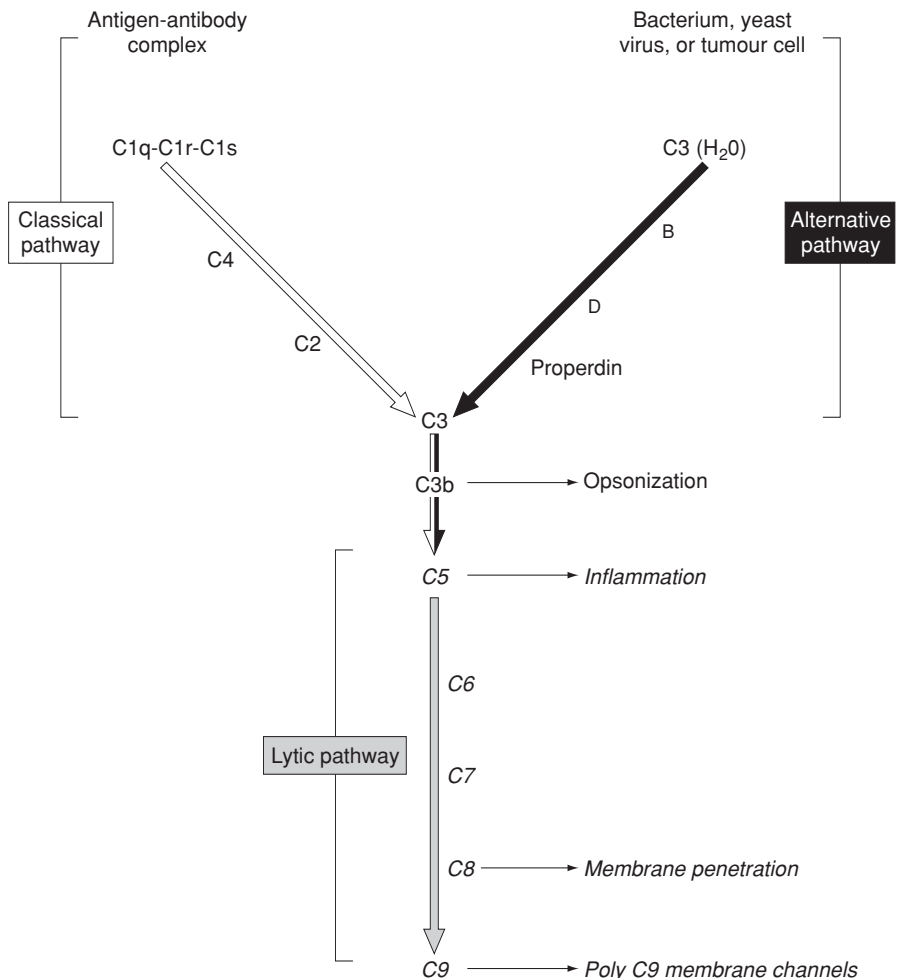 Antigen-antibody
complex
Bacterium, yeast
virus, or tumour cell
C1q-C1r-C1s
C3 (H₂0)
Classical
pathway
Alternative
pathway
B
C4
D
C2
Properdin
C3
C3b
Opsonization
C5
Inflammation
C6
Lytic pathway
C7
C8
Membrane penetration
C9
Poly C9 membrane channels